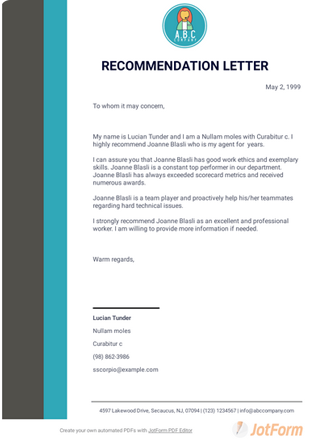 A.B.C
COMPANY
RECOMMENDATION LETTER
May 2, 1999
To whom it may concern,
My name is Lucian Tunder and I am a Nullam moles with Curabitur c. I
highly recommend Joanne Blasli who is my agent for years.
I can assure you that Joanne Blasli has good work ethics and exemplary
skills. Joanne Blasli is a constant top performer in our department.
Joanne Blasli has always exceeded scorecard metrics and received
numerous awards.
Joanne Blasli is a team player and proactively help his/her teammates
regarding hard technical issues.
I strongly recommend Joanne Blasli as an excellent and professional
worker. I am willing to provide more information if needed.
Warm regards,
Lucian Tunder
Nullam moles
Curabitur c
(98) 862-3986
sscorpio@example.com
4597 Lakewood Drive, Secaucus, NJ, 07094 | (123) 1234567 | info@abccompany.com
Create your own automated PDFs with JotForm PDF Editor
JotForm